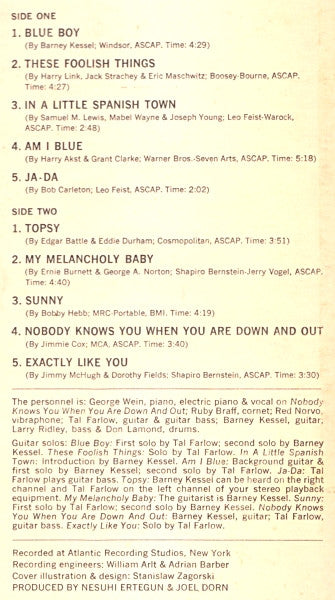 SIDE ONE
1. BLUE BOY
(By Barney Kessel; Windsor, ASCAP. Time: 4:29)
2. THESE FOOLISH THINGS
(By Harry Link, Jack Strachey & Eric Maschwitz; Boosey-Bourne, ASCAP.
Time: 4:27)
3. IN A LITTLE SPANISH TOWN
(By Samuel M. Lewis, Mabel Wayne & Joseph Young; Leo Feist-Warock,
ASCAP. Time: 2:48)
4. AM I BLUE
(By Harry Akst & Grant Clarke; Warner Bros.-Seven Arts, ASCAP. Time: 5:18)
5. JA-DA
(By Bob Carleton; Leo Feist, ASCAP. Time: 2:02)
SIDE TWO
1. TOPSY
(By Edgar Battle & Eddie Durham; Cosmopolitan, ASCAP. Time: 3:51)
2. MY MELANCHOLY BABY
(By Ernie Burnett & George A. Norton; Shapiro Bernstein-Jerry Vogel, ASCAP. Time:
4:40)
3. SUNNY
(By Bobby Hebb; MRC-Portable, BMI. Time: 4:19)
4. NOBODY KNOWS YOU WHEN YOU ARE DOWN AND OUT
(By Jimmie Cox; MCA, ASCAP. Time: 3:40)
5. EXACTLY LIKE YOU
(By Jimmy McHugh & Dorothy Fields; Shapiro Bernstein, ASCAP. Time: 3:30)
The personnel is: George Wein, piano, electric piano & vocal on Nobody
Knows You When You Are Down And Out; Ruby Braff, cornet; Red Norvo,
vibraphone; Tal Farlow, guitar & guitar bass; Barney Kessel, guitar;
Larry Ridley, bass & Don Lamond, drums.
Guitar solos: Blue Boy: First solo by Tal Farlow; second solo by Barney
Kessel. These Foolish Things: Solo by Tal Farlow. In A Little Spanish
Town: Introduction by Barney Kessel. Am I Blue: Background guitar &
first solo by Barney Kessel; second solo by Tal Farlow. Ja-Da: Tal
Farlow plays guitar bass. Topsy: Barney Kessel can be heard on the right
channel and Tal Farlow on the left channel of your stereo playback
equipment. My Melancholy Baby: The guitarist is Barney Kessel. Sunny:
First solo by Tal Farlow; second solo by Barney Kessel. Nobody Knows
You When You Are Down And Out: Barney Kessel, guitar; Tal Farlow,
guitar bass. Exactly Like You: Solo by Tal Farlow.
Recorded at Atlantic Recording Studios, New York
Recording engineers: William Arlt & Adrian Barber
Cover illustration & design: Stanislaw Zagorski
PRODUCED BY NESUHI ERTEGUN & JOEL DORN